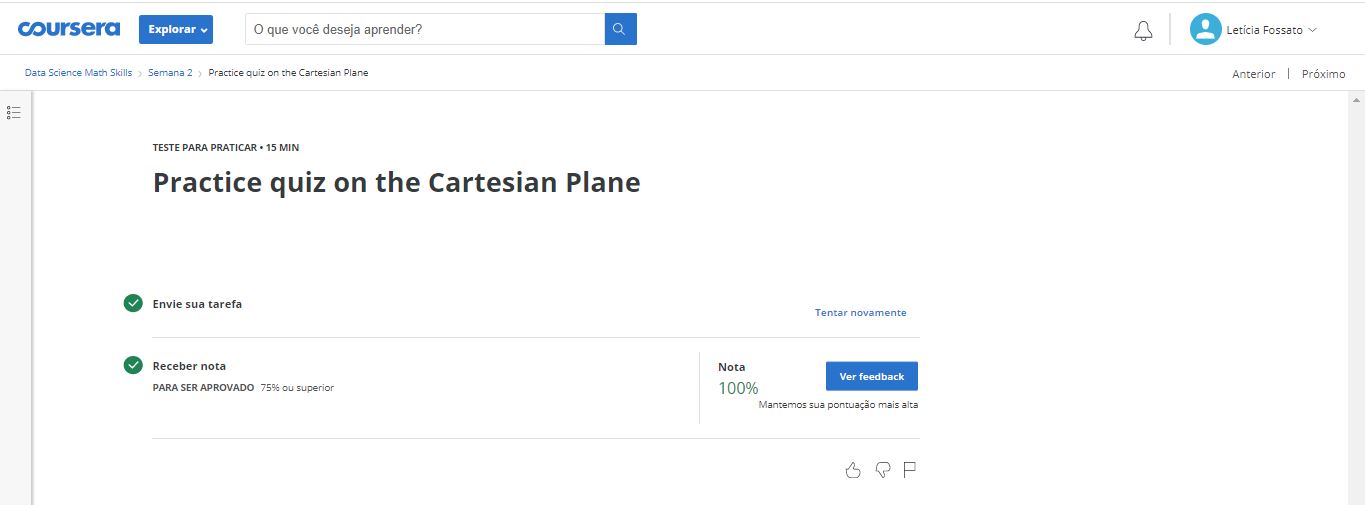 coursera Explorar O que você deseja aprender? Letícia Fossato
Data Science Math Skills Semana 2 Practice quiz on the Cartesian Plane Anterior | Próximo
TESTE PARA PRATICAR • 15 MIN
Practice quiz on the Cartesian Plane
Envie sua tarefa
Tentar novamente
Receber nota
PARA SER APROVADO 75% ou superior
Nota
100%
Ver feedback
Mantemos sua pontuação mais alta